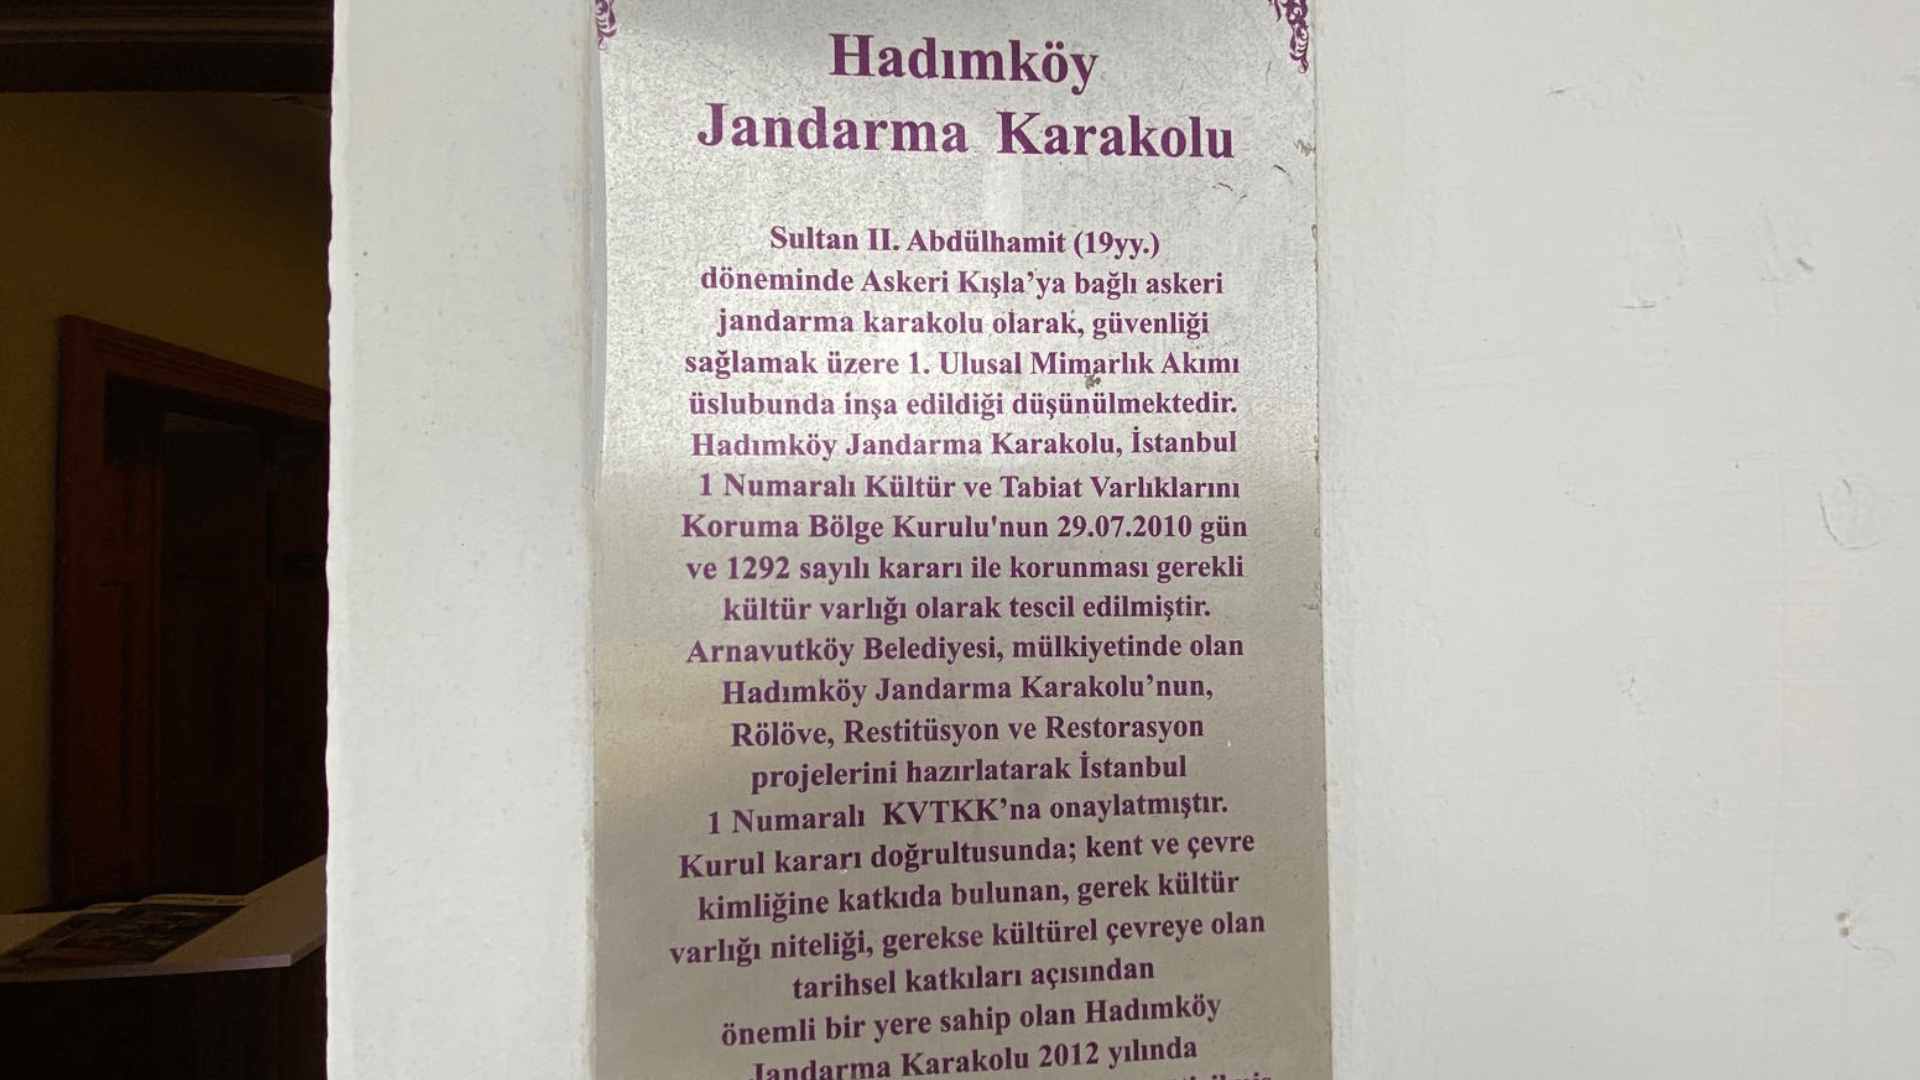 Hadımköy
Jandarma Karakolu
Sultan II. Abdülhamit (19yy.)
döneminde Askeri Kışla’ya bağlı askeri
jandarma karakolu olarak, güvenliği
sağlamak üzere 1. Ulusal Mimarlık Akımı
üslubunda inşa edildiği düşünülmektedir.
Hadımköy Jandarma Karakolu, İstanbul
1 Numaralı Kültür ve Tabiat Varlıklarını
Koruma Bölge Kurulu'nun 29.07.2010 gün
ve 1292 sayılı kararı ile korunması gerekli
kültür varlığı olarak tescil edilmiştir.
Arnavutköy Belediyesi, mülkiyetinde olan
Hadımköy Jandarma Karakolu’nun,
Rölöve, Restitüsyon ve Restorasyon
projelerini hazırlatarak İstanbul
1 Numaralı KVTKK’na onaylatmıştır.
Kurul kararı doğrultusunda; kent ve çevre
kimliğine katkıda bulunan, gerek kültür
varlığı niteliği, gerekse kültürel çevreye olan
tarihsel katkıları açısından
önemli bir yere sahip olan Hadımköy
Jandarma Karakolu 2012 yılında